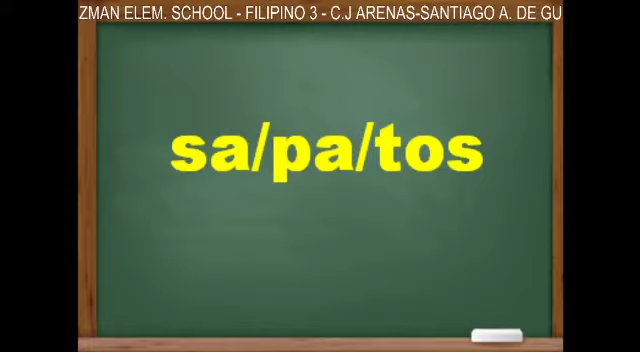 ZMAN ELEM. SCHOOL - FILIPINO 3 - C.J ARENAS-SANTIAGO A. DE GU
sa/pa/tos